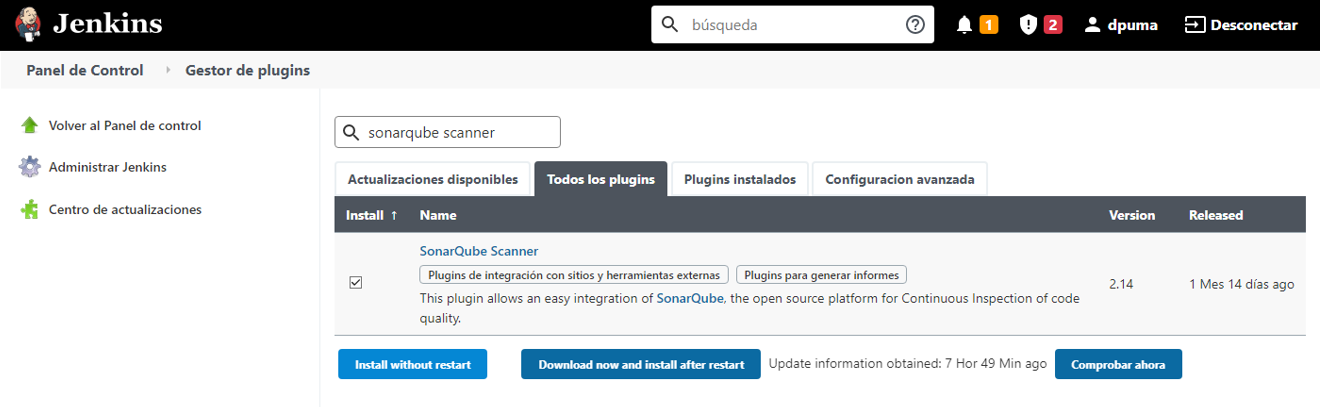 Jenkins
búsqueda
1
2
dpuma
Desconectar
Panel de Control
Gestor de plugins
Volver al Panel de control
Administrar Jenkins
Centro de actualizaciones
sonarqube scanner
Actualizaciones disponibles
Todos los plugins
Plugins instalados
Configuracion avanzada
Install ↑ Name Version Released
SonarQube Scanner
Plugins de integración con sitios y herramientas externas
Plugins para generar informes
This plugin allows an easy integration of SonarQube, the open source platform for Continuous Inspection of code
quality.
2.14
1 Mes 14 días ago
Install without restart
Download now and install after restart
Update information obtained: 7 Hor 49 Min ago
Comprobar ahora